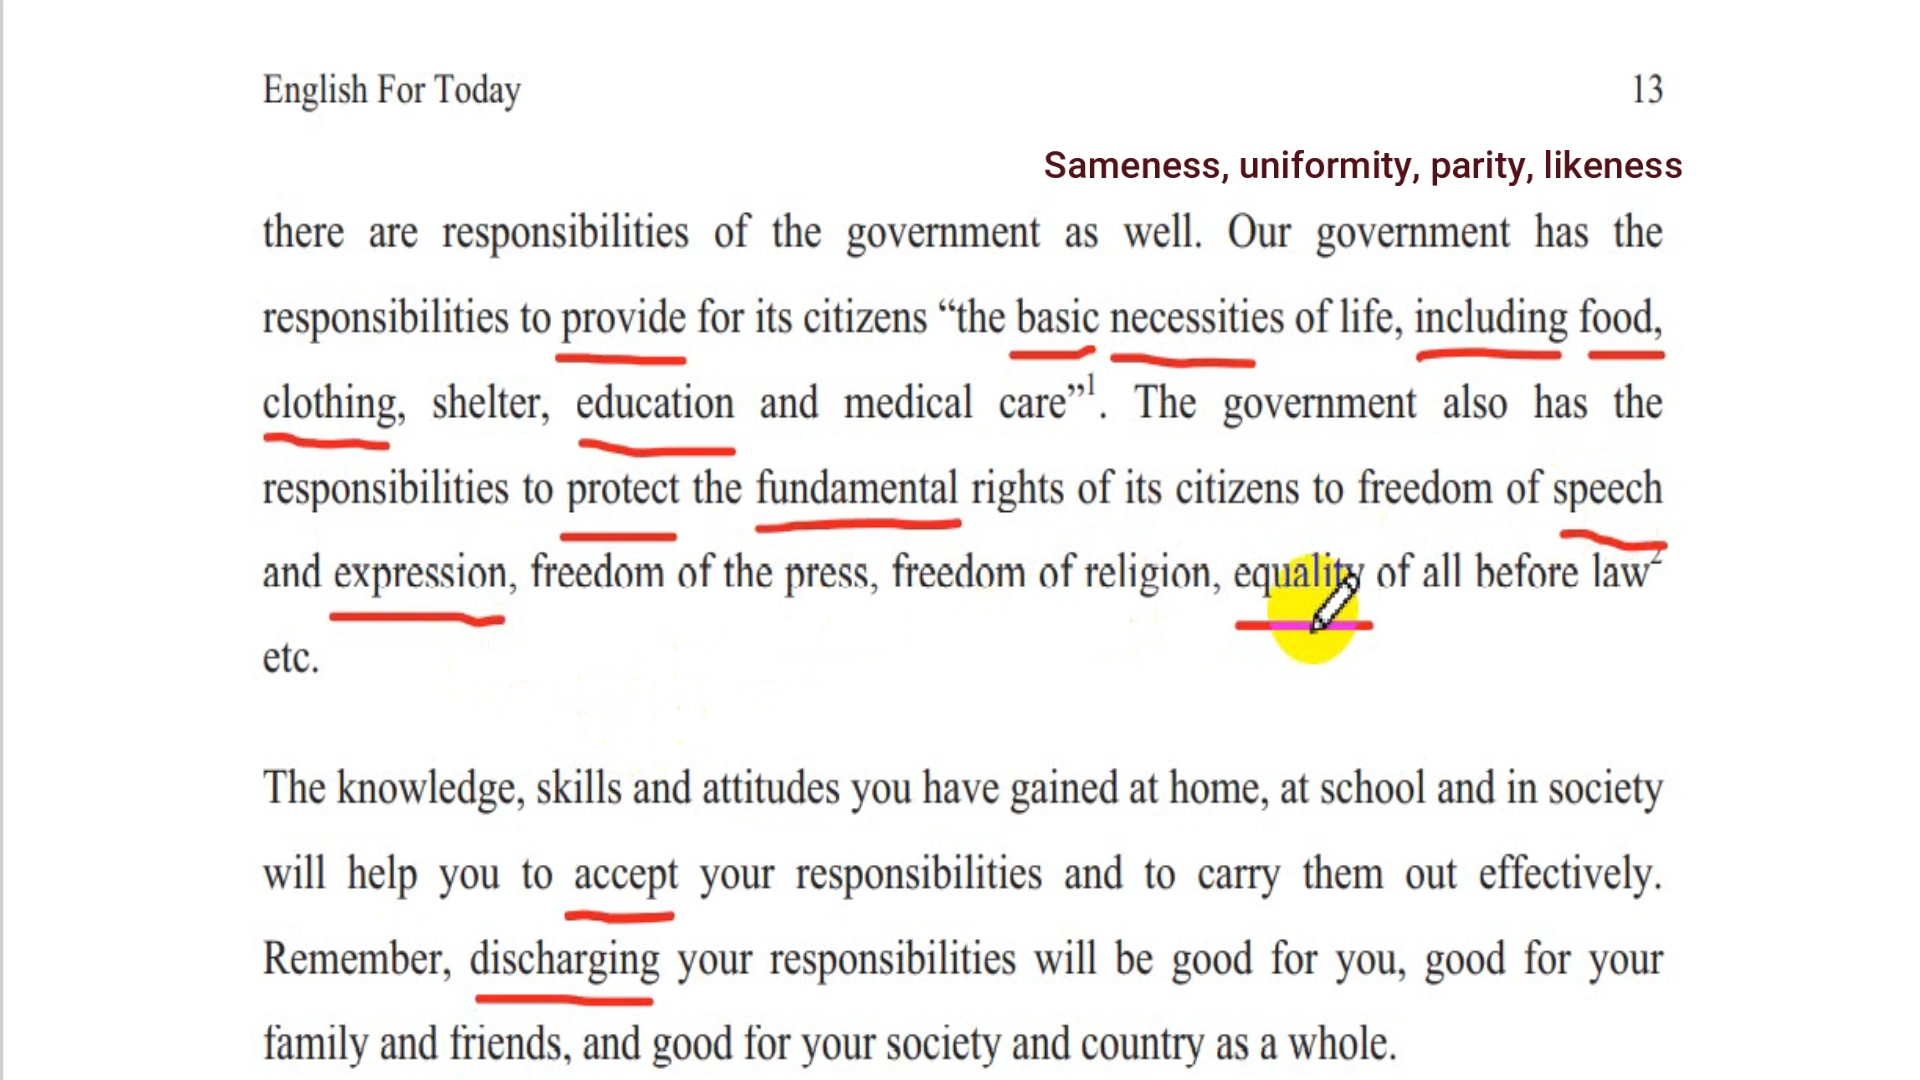 English For Today 13
Sameness, uniformity, parity, likeness
there are responsibilities of the government as well. Our government has the
responsibilities to provide for its citizens “the basic necessities of life, including food,
clothing, shelter, education and medical care”¹. The government also has the
responsibilities to protect the fundamental rights of its citizens to freedom of speech
and expression, freedom of the press, freedom of religion, equality of all before law²
etc.
The knowledge, skills and attitudes you have gained at home, at school and in society
will help you to accept your responsibilities and to carry them out effectively.
Remember, discharging your responsibilities will be good for you, good for your
family and friends, and good for your society and country as a whole.